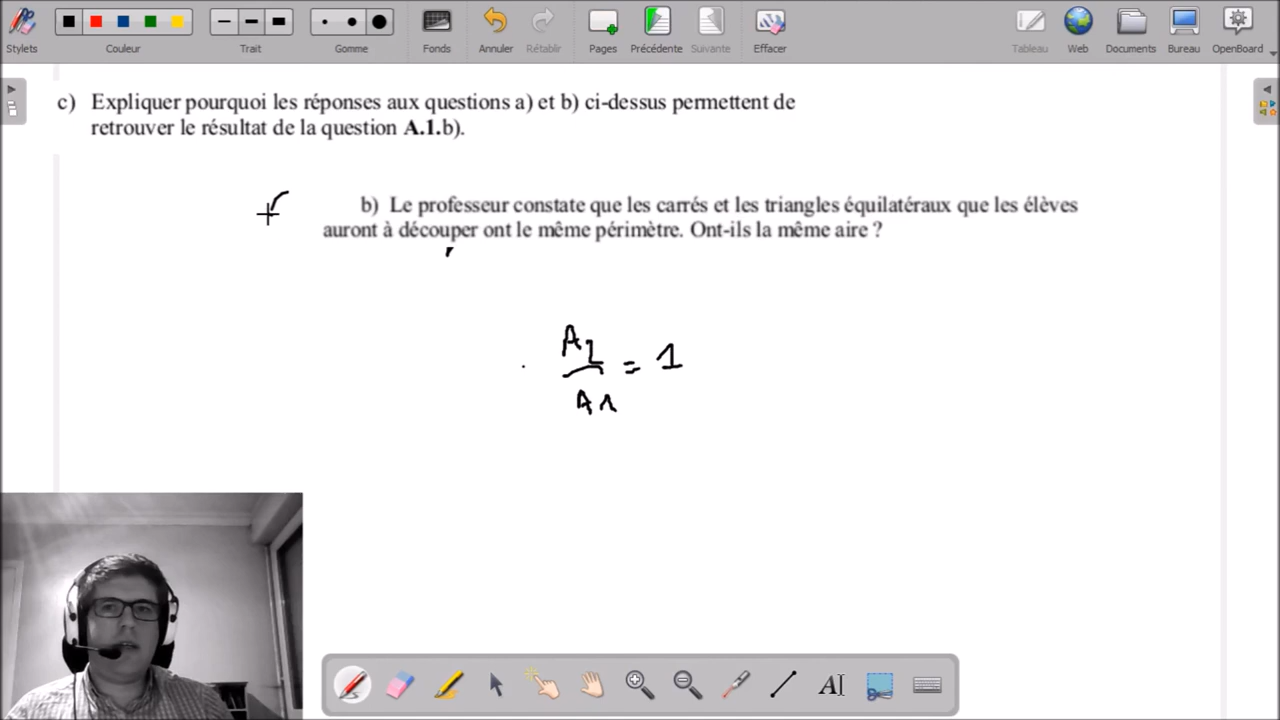 Stylets
Couleur
Trait
Gomme
Fonds
Annuler
Rétablir
Pages
Précédente
Suivante
Effacer
Tableau
Web
Documents
Bureau
OpenBoard
c) Expliquer pourquoi les réponses aux questions a) et b) ci-dessus permettent de
retrouver le résultat de la question A.1.b).
b) Le professeur constate que les carrés et les triangles équilatéraux que les élèves
auront à découper ont le même périmètre. Ont-ils la même aire ?
A2
= 1
A1
AI